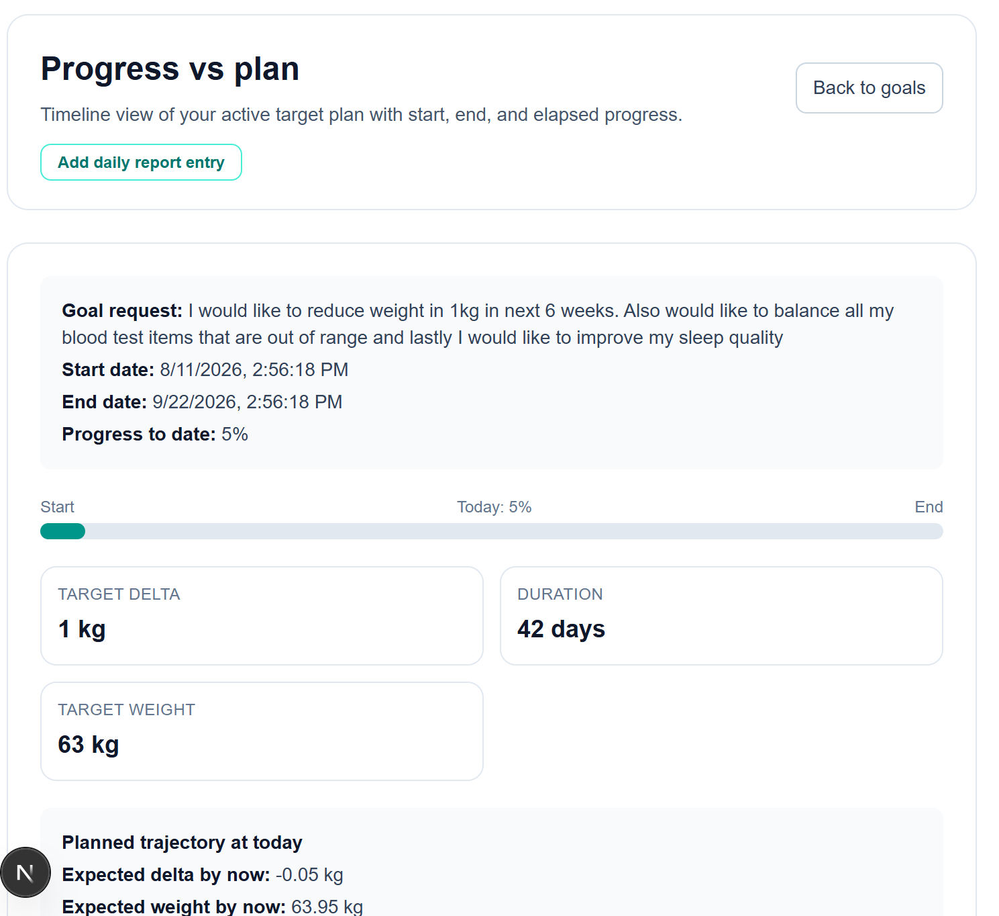 Progress vs plan
Back to goals
Timeline view of your active target plan with start, end, and elapsed progress.
Add daily report entry
Goal request: I would like to reduce weight in 1kg in next 6 weeks. Also would like to balance all my
blood test items that are out of range and lastly I would like to improve my sleep quality
Start date: 8/11/2026, 2:56:18 PM
End date: 9/22/2026, 2:56:18 PM
Progress to date: 5%
Start
Today: 5%
End
TARGET DELTA
1 kg
DURATION
42 days
TARGET WEIGHT
63 kg
Planned trajectory at today
N
Expected delta by now: -0.05 kg
Expected weight by now: 63.95 kg